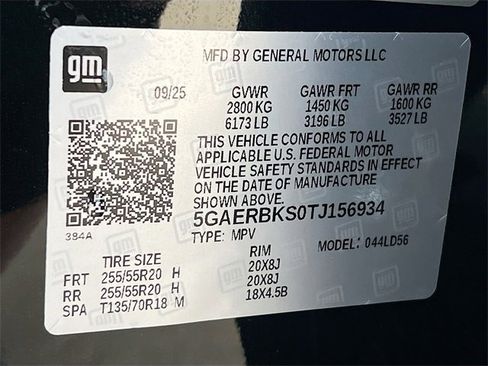 gm
MFD BY GENERAL MOTORS LLC
09/25 GVWR GAWR FRT GAWR RR
2800 KG 1450 KG 1600 KG
6173 LB 3196 LB 3527 LB
THIS VEHICLE CONFORMS TO ALL
APPLICABLE U.S. FEDERAL MOTOR
VEHICLE SAFETY STANDARDS IN EFFECT
ON THE DATE OF MANUFACTURE
SHOWN ABOVE.
5GAERBKS0TJ156934
384A
TYPE: MPV MODEL: 044LD56
TIRE SIZE RIM
FRT 255/55R20 H 20X8J
RR 255/55R20 H 20X8J
SPA T135/70R18 M 18X4.5B